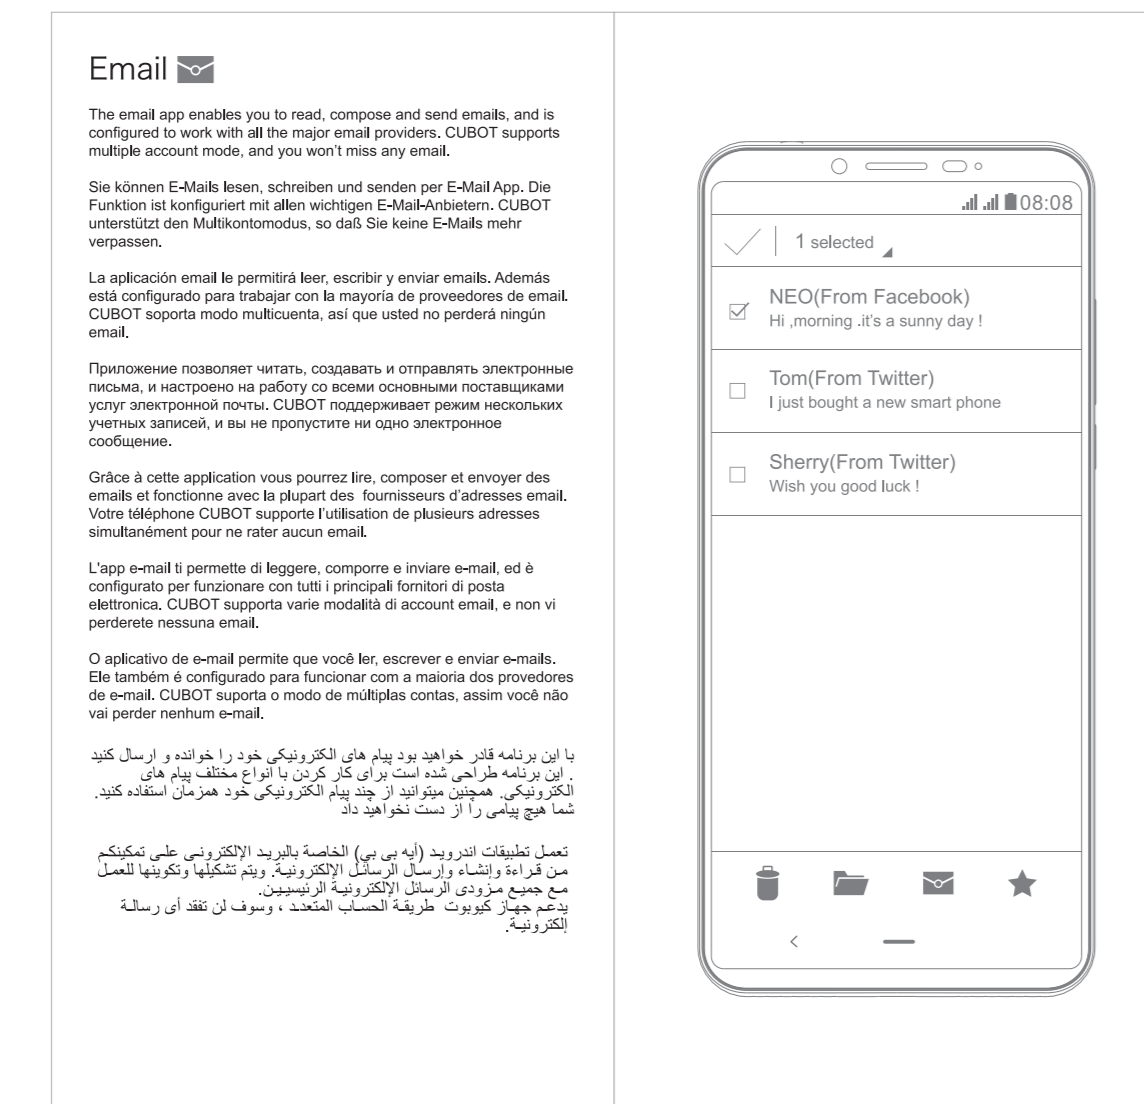 Email
The email app enables you to read, compose and send emails, and is
configured to work with all the major email providers. CUBOT supports
multiple account mode, and you won't miss any email.
Sie können E-Mails lesen, schreiben und senden per E-Mail App. Die
Funktion ist konfiguriert mit allen wichtigen E-Mail-Anbietern. CUBOT
unterstützt den Multikontomodus, so daß Sie keine E-Mails mehr
verpassen.
La aplicación email le permitirá leer, escribir y enviar emails. Además
está configurado para trabajar con la mayoría de proveedores de email.
CUBOT soporta modo multicuenta, así que usted no perderá ningún
email.
Приложение позволяет читать, создавать и отправлять электронные
письма, и настроено на работу со всеми основными поставщиками
услуг электронной почты. CUBOT поддерживает режим нескольких
учетных записей, и вы не пропустите ни одно электронное
сообщение.
Grâce à cette application vous pourrez lire, composer et envoyer des
emails et fonctionne avec la plupart des fournisseurs d'adresses email.
Votre téléphone CUBOT supporte l'utilisation de plusieurs adresses
simultanément pour ne rater aucun email.
L'app e-mail ti permette di leggere, comporre e inviare e-mail, ed è
configurato per funzionare con tutti i principali fornitori di posta
elettronica. CUBOT supporta varie modalità di account email, e non vi
perderete nessuna email.
O aplicativo de e-mail permite que você ler, escrever e enviar e-mails.
Ele também é configurado para funcionar com a maioria dos provedores
de e-mail. CUBOT suporta o modo de múltiplas contas, assim você não
vai perder nenhum e-mail.
با این برنامه قادر خواهید بود پیام های الکترونیکی خود را خوانده و ارسال کنید
. این برنامه طراحی شده است برای کار کردن با انواع مختلف پیام های
الکترونیکی. همچنین میتوانید از چند پیام الکترونیکی خود همزمان استفاده کنید.
شما هیچ پیامی را از دست نخواهید داد
تعمل تطبيقات اندرويد (أيه بى بي) الخاصة بالبريد الإلكترونى على تمكينكم
من قراءة وإنشاء وإرسال الرسائل الإلكترونية. ويتم تشكيلها وتكوينها للعمل
مع جميع مزودى الرسائل الإلكترونية الرئيسيين.
يدعم جهاز كيوبوت طريقة الحساب المتعدد ، وسوف لن تفقد أى رسالة
إلكترونية.
08:08
1 selected
NEO(From Facebook)
Hi ,morning .it's a sunny day !
Tom(From Twitter)
I just bought a new smart phone
Sherry(From Twitter)
Wish you good luck !